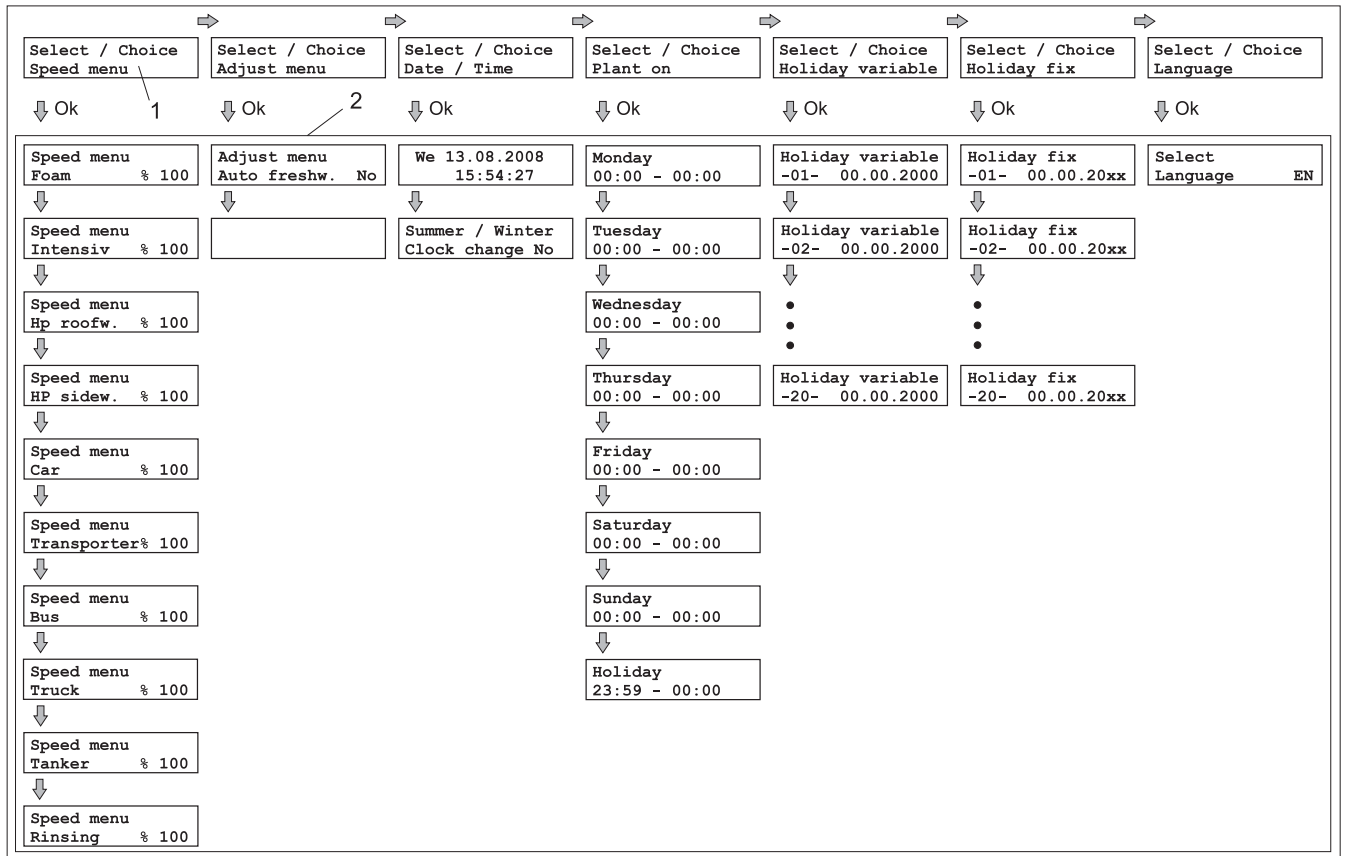 Select / Choice
Speed menu
Select / Choice
Adjust menu
Select / Choice
Date / Time
Select / Choice
Plant on
Select / Choice
Holiday variable
Select / Choice
Holiday fix
Select / Choice
Language
Ok
1
Ok
2
Ok
Ok
Ok
Ok
Ok
Speed menu
Foam % 100
Speed menu
Intensiv % 100
Speed menu
Hp roofw. % 100
Speed menu
HP sidew. % 100
Speed menu
Car % 100
Speed menu
Transporter% 100
Speed menu
Bus % 100
Speed menu
Truck % 100
Speed menu
Tanker % 100
Speed menu
Rinsing % 100
Adjust menu
Auto freshw. No
We 13.08.2008
15:54:27
Summer / Winter
Clock change No
Monday
00:00 - 00:00
Tuesday
00:00 - 00:00
Wednesday
00:00 - 00:00
Thursday
00:00 - 00:00
Friday
00:00 - 00:00
Saturday
00:00 - 00:00
Sunday
00:00 - 00:00
Holiday
23:59 - 00:00
Holiday variable
-01- 00.00.2000
Holiday variable
-02- 00.00.2000
Holiday variable
-20- 00.00.2000
Holiday fix
-01- 00.00.20xx
Holiday fix
-02- 00.00.20xx
Holiday fix
-20- 00.00.20xx
Select
Language EN